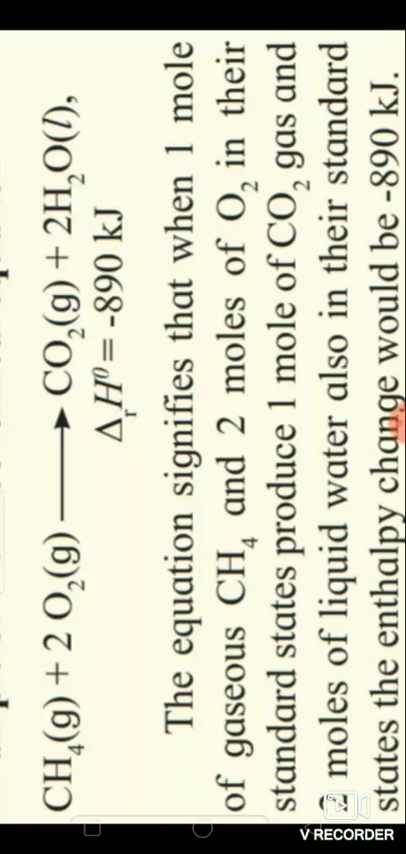 CH₄(g) + 2 O₂(g) ⟶ CO₂(g) + 2H₂O(l),
ΔᵣH⁰ = -890 kJ
The equation signifies that when 1 mole
of gaseous CH₄ and 2 moles of O₂ in their
standard states produce 1 mole of CO₂ gas and
2 moles of liquid water also in their standard
states the enthalpy change would be -890 kJ.
V RECORDER